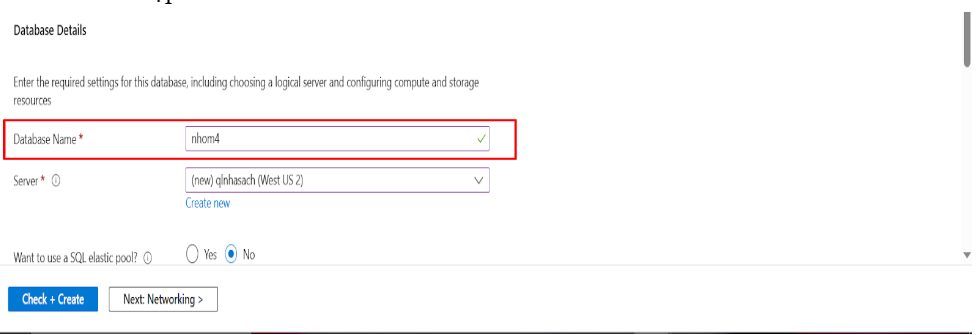 Database Details
Enter the required settings for this database, including choosing a logical server and configuring compute and storage
resources
Database Name *
nhom4
Server *
(new) qlnhasach (West US 2)
Create new
Want to use a SQL elastic pool?
Yes No
Check + Create Next: Networking >